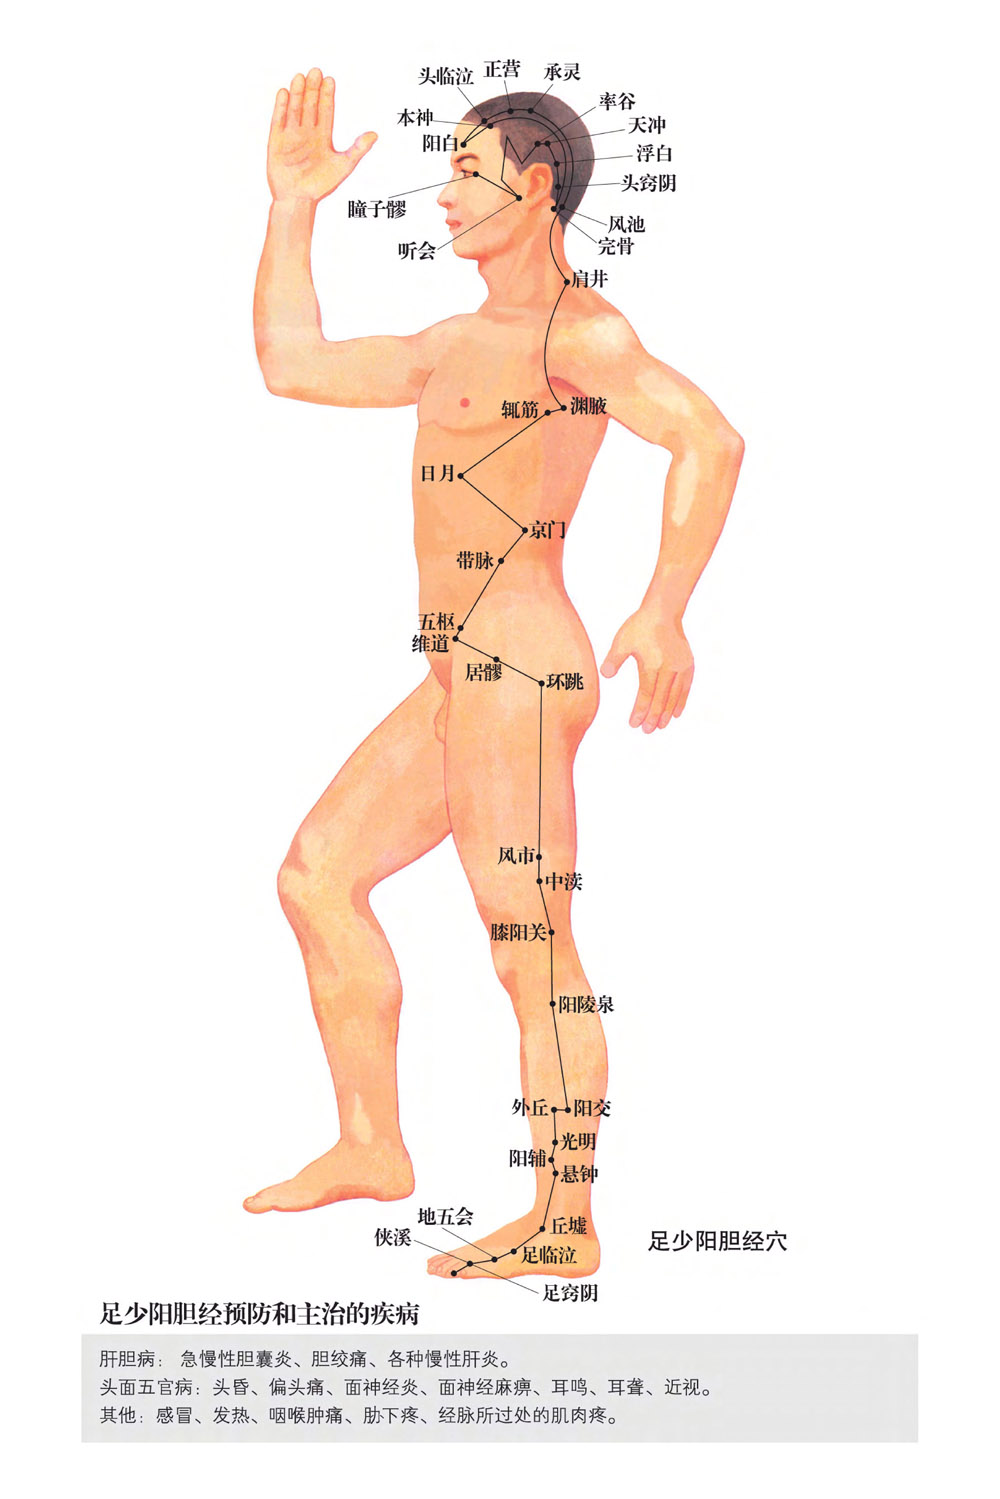 头临泣
正营
承灵
本神
率谷
阳白
天冲
浮白
头窍阴
瞳子髎
风池
听会
完骨
肩井
辄筋
渊腋
日月
京门
带脉
五枢
维道
居髎
环跳
风市
中渎
膝阳关
阳陵泉
外丘
阳交
光明
阳辅
悬钟
地五会
丘墟
侠溪
足临泣
足窍阴
足少阳胆经穴
足少阳胆经预防和主治的疾病
肝胆病： 急慢性胆囊炎、胆绞痛、各种慢性肝炎。
头面五官病：头昏、偏头痛、面神经炎、面神经麻痹、耳鸣、耳聋、近视。
其他：感冒、发热、咽喉肿痛、胁下疼、经脉所过处的肌肉疼。